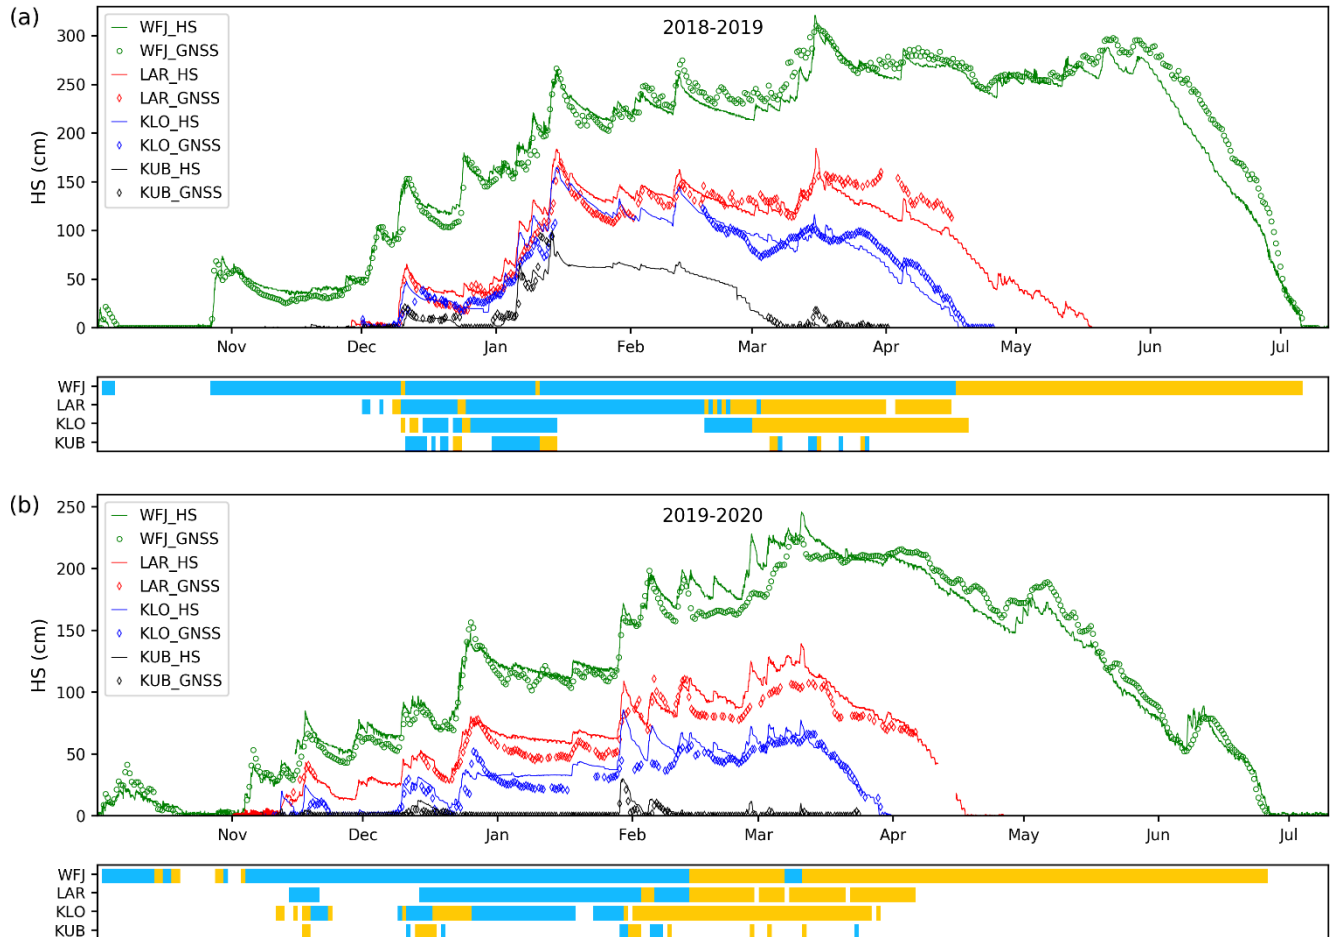 (a)
2018-2019
WFJ_HS
WFJ_GNSS
LAR_HS
LAR_GNSS
KLO_HS
KLO_GNSS
KUB_HS
KUB_GNSS
HS (cm)
300
250
200
150
100
50
0
Nov Dec Jan Feb Mar Apr May Jun Jul
WFJ
LAR
KLO
KUB
(b)
2019-2020
WFJ_HS
WFJ_GNSS
LAR_HS
LAR_GNSS
KLO_HS
KLO_GNSS
KUB_HS
KUB_GNSS
HS (cm)
250
200
150
100
50
0
Nov Dec Jan Feb Mar Apr May Jun Jul
WFJ
LAR
KLO
KUB